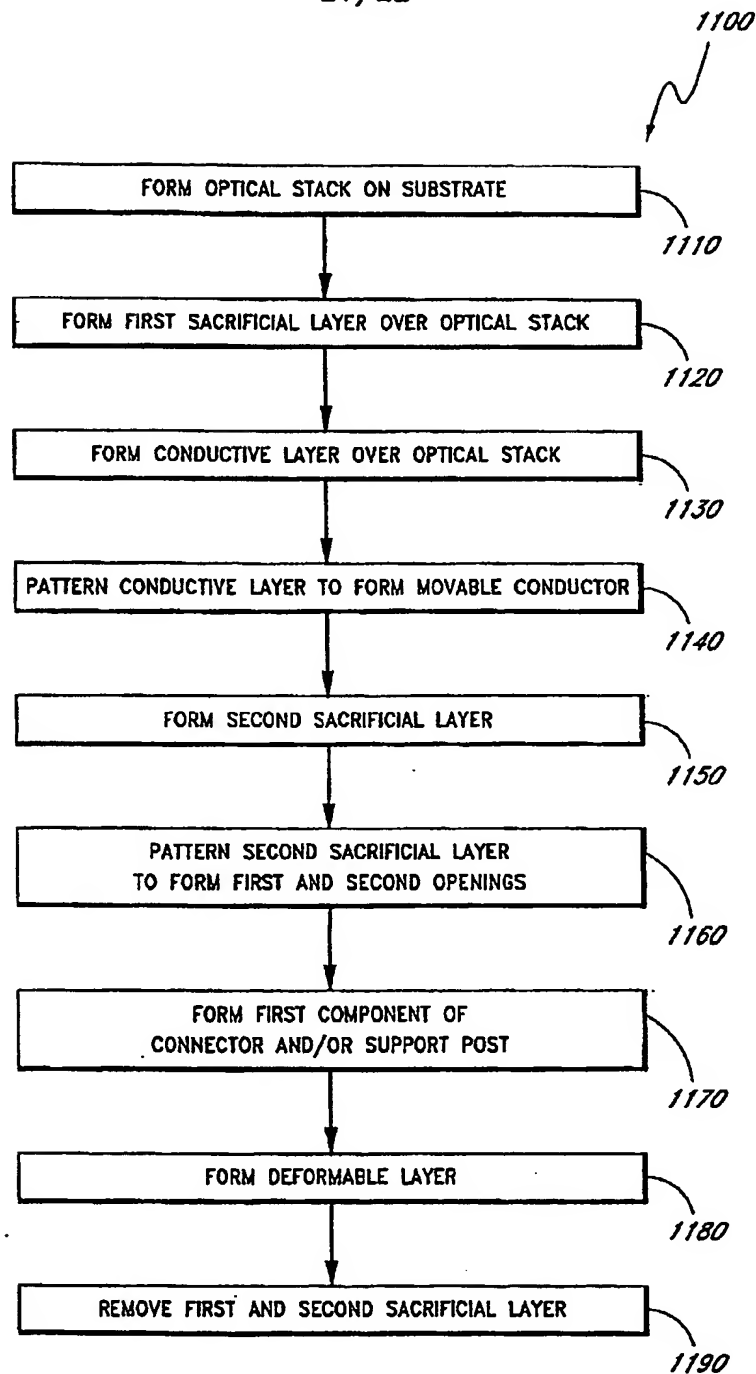 1100
FORM OPTICAL STACK ON SUBSTRATE
1110
FORM FIRST SACRIFICIAL LAYER OVER OPTICAL STACK
1120
FORM CONDUCTIVE LAYER OVER OPTICAL STACK
1130
PATTERN CONDUCTIVE LAYER TO FORM MOVABLE CONDUCTOR
1140
FORM SECOND SACRIFICIAL LAYER
1150
PATTERN SECOND SACRIFICIAL LAYER
TO FORM FIRST AND SECOND OPENINGS
1160
FORM FIRST COMPONENT OF
CONNECTOR AND/OR SUPPORT POST
1170
FORM DEFORMABLE LAYER
1180
REMOVE FIRST AND SECOND SACRIFICIAL LAYER
1190